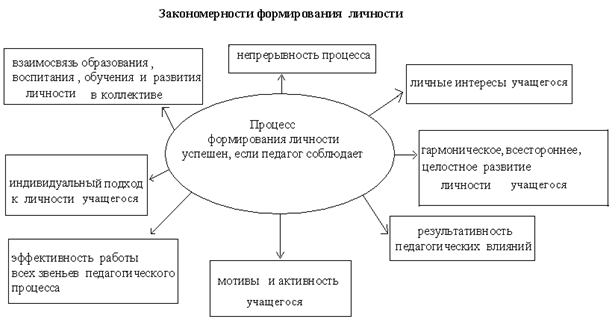 Закономерности формирования личности
взаимосвязь образования,
воспитания, обучения и развития
личности в коллективе
непрерывность процесса
личные интересы учащегося
Процесс
формирования личности
успешен, если педагог соблюдает
гармоническое, всестороннее,
целостное развитие
личности учащегося
индивидуальный подход
к личности учащегося
результативность
педагогических влияний
эффективность работы
всех звеньев педагогического
процесса
мотивы и активность
учащегося